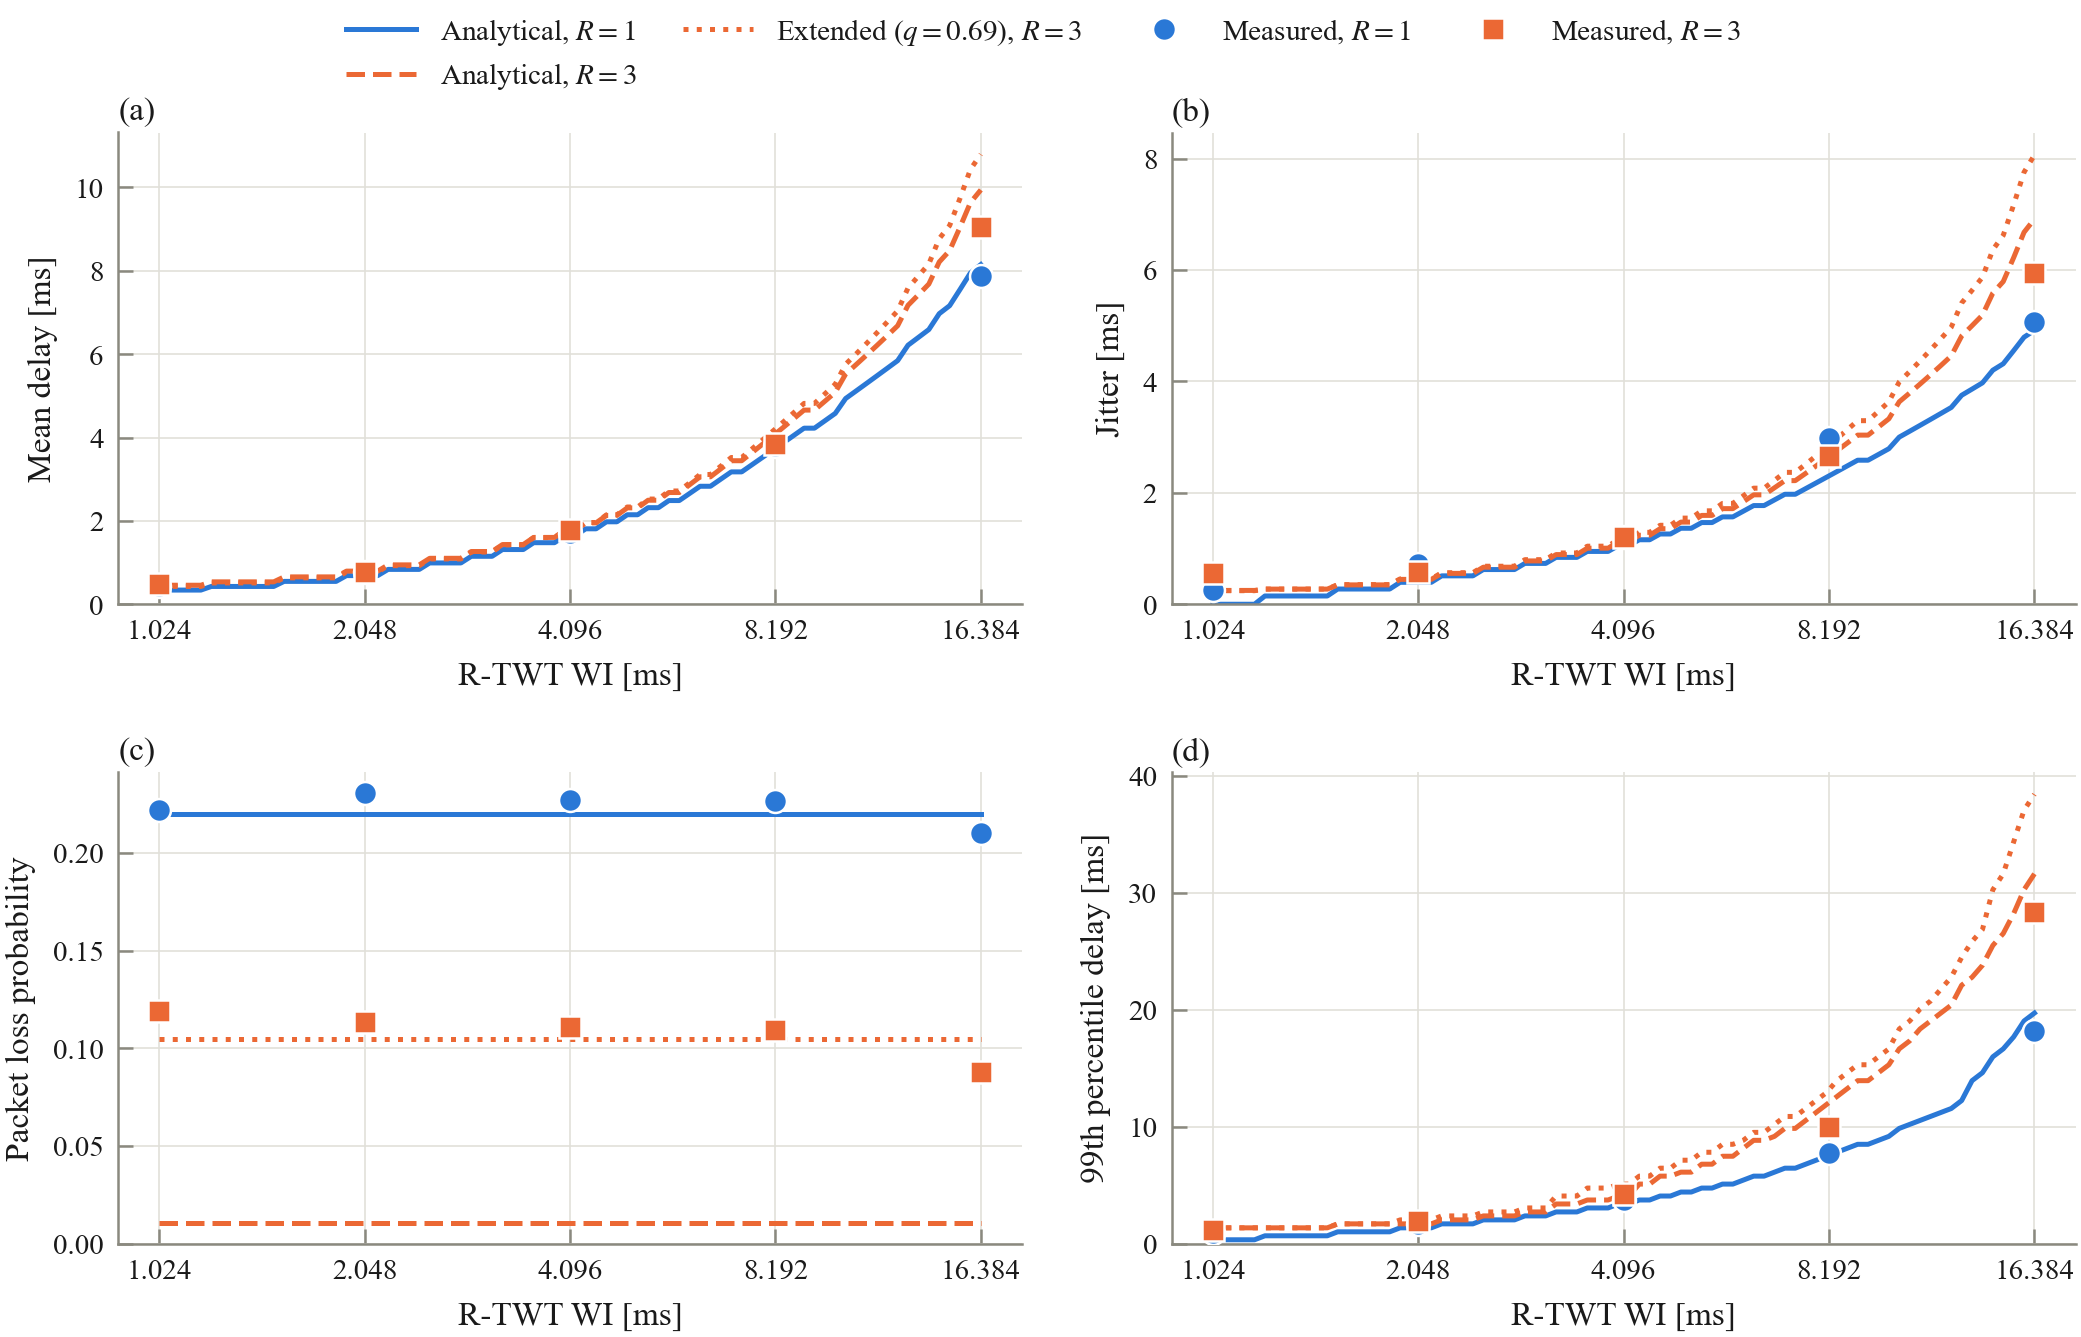 Analytical, R = 1
Extended (q = 0.69), R = 3
Measured, R = 1
Measured, R = 3
Analytical, R = 3
(a)
Mean delay [ms]
10
8
6
4
2
0
1.024 2.048 4.096 8.192 16.384
R-TWT WI [ms]
(b)
Jitter [ms]
8
6
4
2
0
1.024 2.048 4.096 8.192 16.384
R-TWT WI [ms]
(c)
Packet loss probability
0.20
0.15
0.10
0.05
0.00
1.024 2.048 4.096 8.192 16.384
R-TWT WI [ms]
(d)
99th percentile delay [ms]
40
30
20
10
0
1.024 2.048 4.096 8.192 16.384
R-TWT WI [ms]